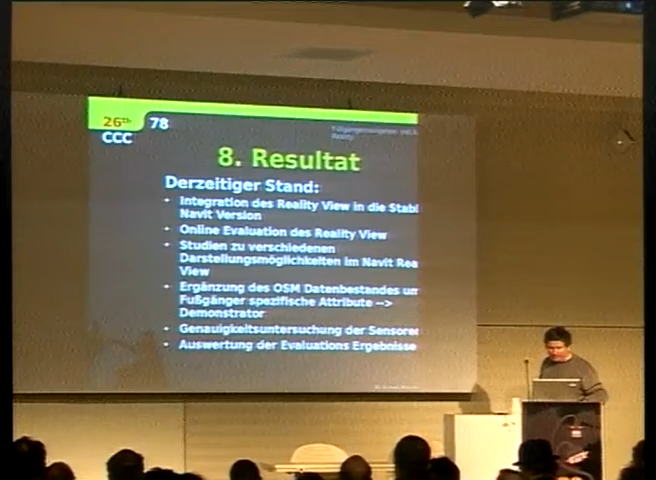 26th
CCC
78
8. Resultat
Derzeitiger Stand:
• Integration des Reality View in die Stabl
Navit Version
• Online Evaluation des Reality View
• Studien zu verschiedenen
Darstellungsmöglichkeiten im Navit Rea
View
• Ergänzung des OSM Datenbestandes un
Fußgänger spezifische Attribute -->
Demonstrator
• Genauigkeitsuntersuchung der Sensoren
• Auswertung der Evaluations Ergebnisse